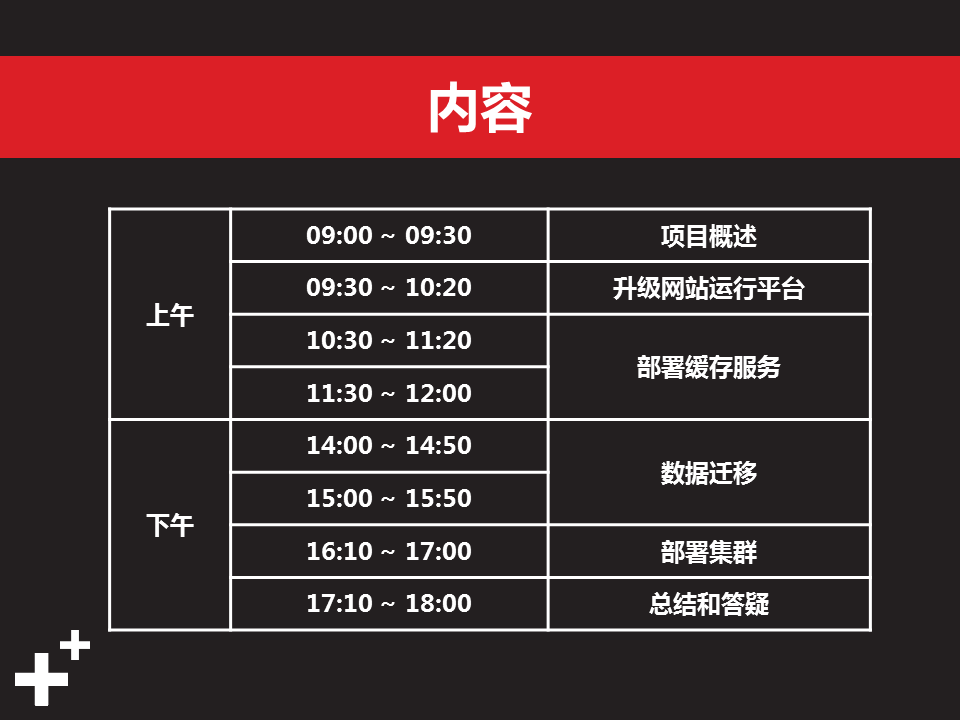 内容
上午
09:00 ~ 09:30 项目概述
09:30 ~ 10:20 升级网站运行平台
10:30 ~ 11:20 部署缓存服务
11:30 ~ 12:00
下午
14:00 ~ 14:50 数据迁移
15:00 ~ 15:50
16:10 ~ 17:00 部署集群
17:10 ~ 18:00 总结和答疑